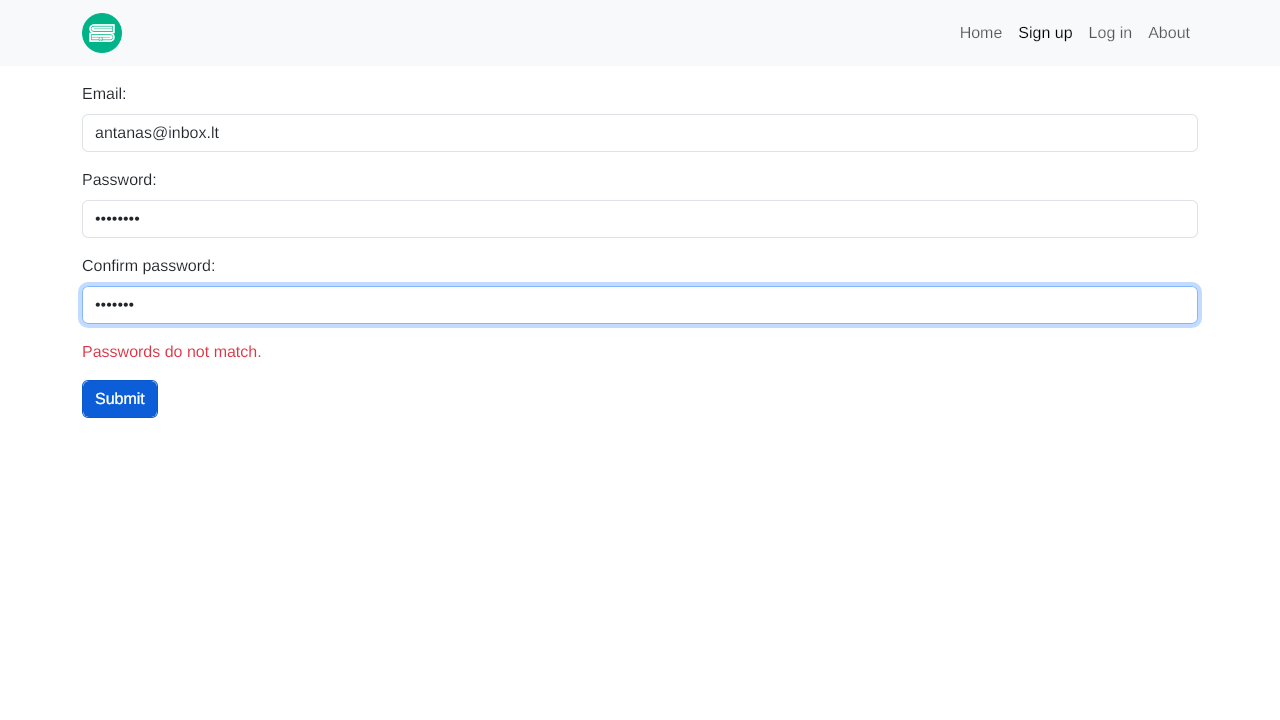 Home Sign up Log in About
Email:
antanas@inbox.lt
Password:
••••••••
Confirm password:
•••••••
Passwords do not match.
Submit